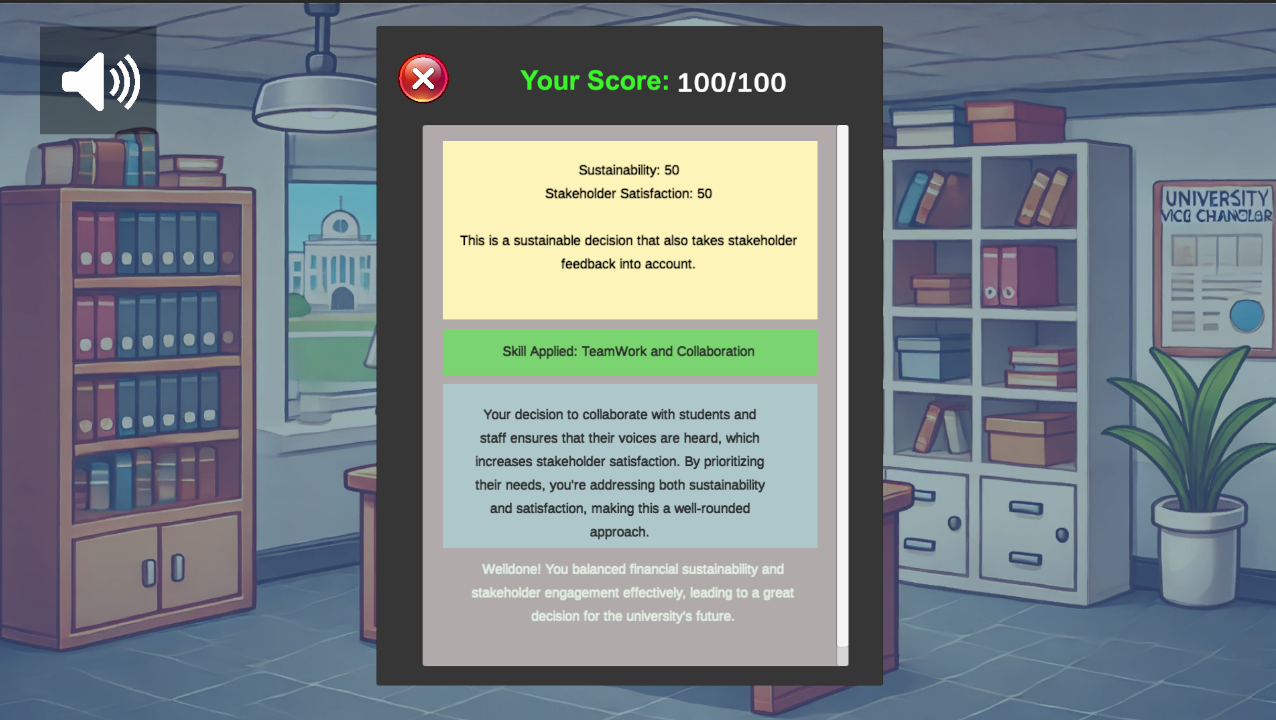 Your Score: 100/100
Sustainability: 50
Stakeholder Satisfaction: 50
This is a sustainable decision that also takes stakeholder
feedback into account.
Skill Applied: TeamWork and Collaboration
Your decision to collaborate with students and
staff ensures that their voices are heard, which
increases stakeholder satisfaction. By prioritizing
their needs, you're addressing both sustainability
and satisfaction, making this a well-rounded
approach.
Welldone! You balanced financial sustainability and
stakeholder engagement effectively, leading to a great
decision for the university's future.
UNIVERSITY